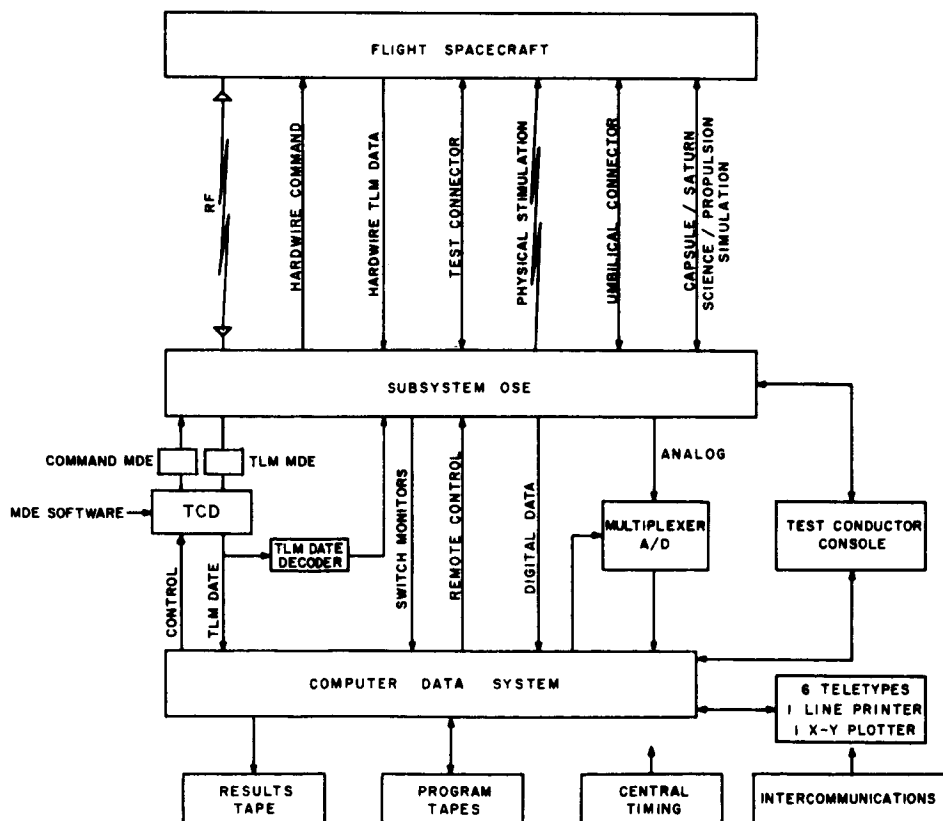 FLIGHT SPACECRAFT
RF
HARDWIRE COMMAND
HARDWIRE TLM DATA
TEST CONNECTOR
PHYSICAL STIMULATION
UMBILICAL CONNECTOR
CAPSULE / SATURN
SCIENCE / PROPULSION
SIMULATION
SUBSYSTEM OSE
COMMAND MDE
TLM MDE
ANALOG
MDE SOFTWARE
TCD
TLM DATE
DECODER
CONTROL
TLM DATE
SWITCH MONITORS
REMOTE CONTROL
DIGITAL DATA
MULTIPLEXER
A/D
TEST CONDUCTOR
CONSOLE
COMPUTER DATA SYSTEM
6 TELETYPES
1 LINE PRINTER
1 X-Y PLOTTER
RESULTS
TAPE
PROGRAM
TAPES
CENTRAL
TIMING
INTERCOMMUNICATIONS